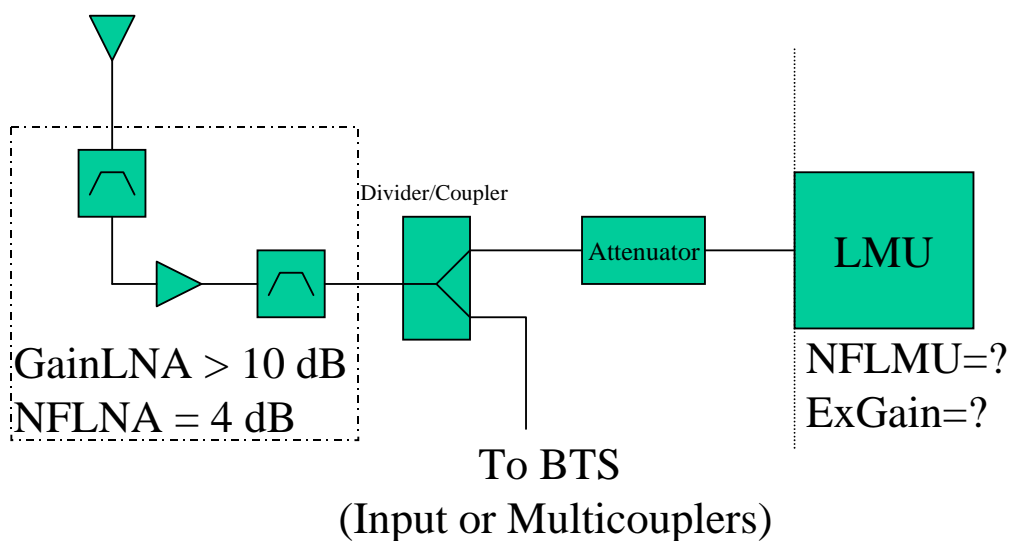 Divider/Coupler
Attenuator
LMU
GainLNA > 10 dB
NFLNA = 4 dB
NFLMU=?
ExGain=?
To BTS
(Input or Multicouplers)